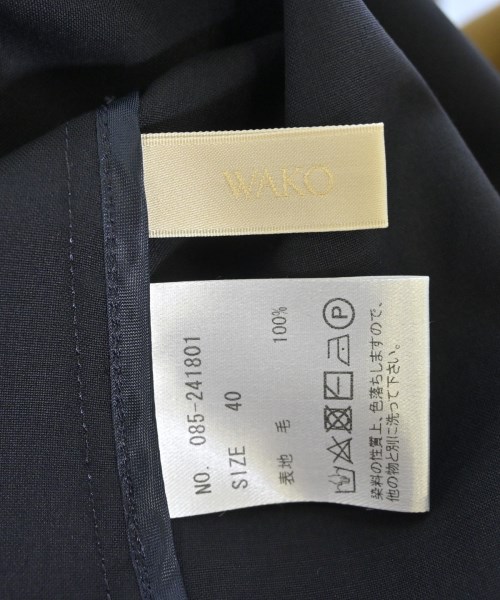 WAKO
NO. 085-241801
SIZE 40
表地 毛 100%
P
染料の性質上、色落ちしますので、
他の物と別に洗って下さい。